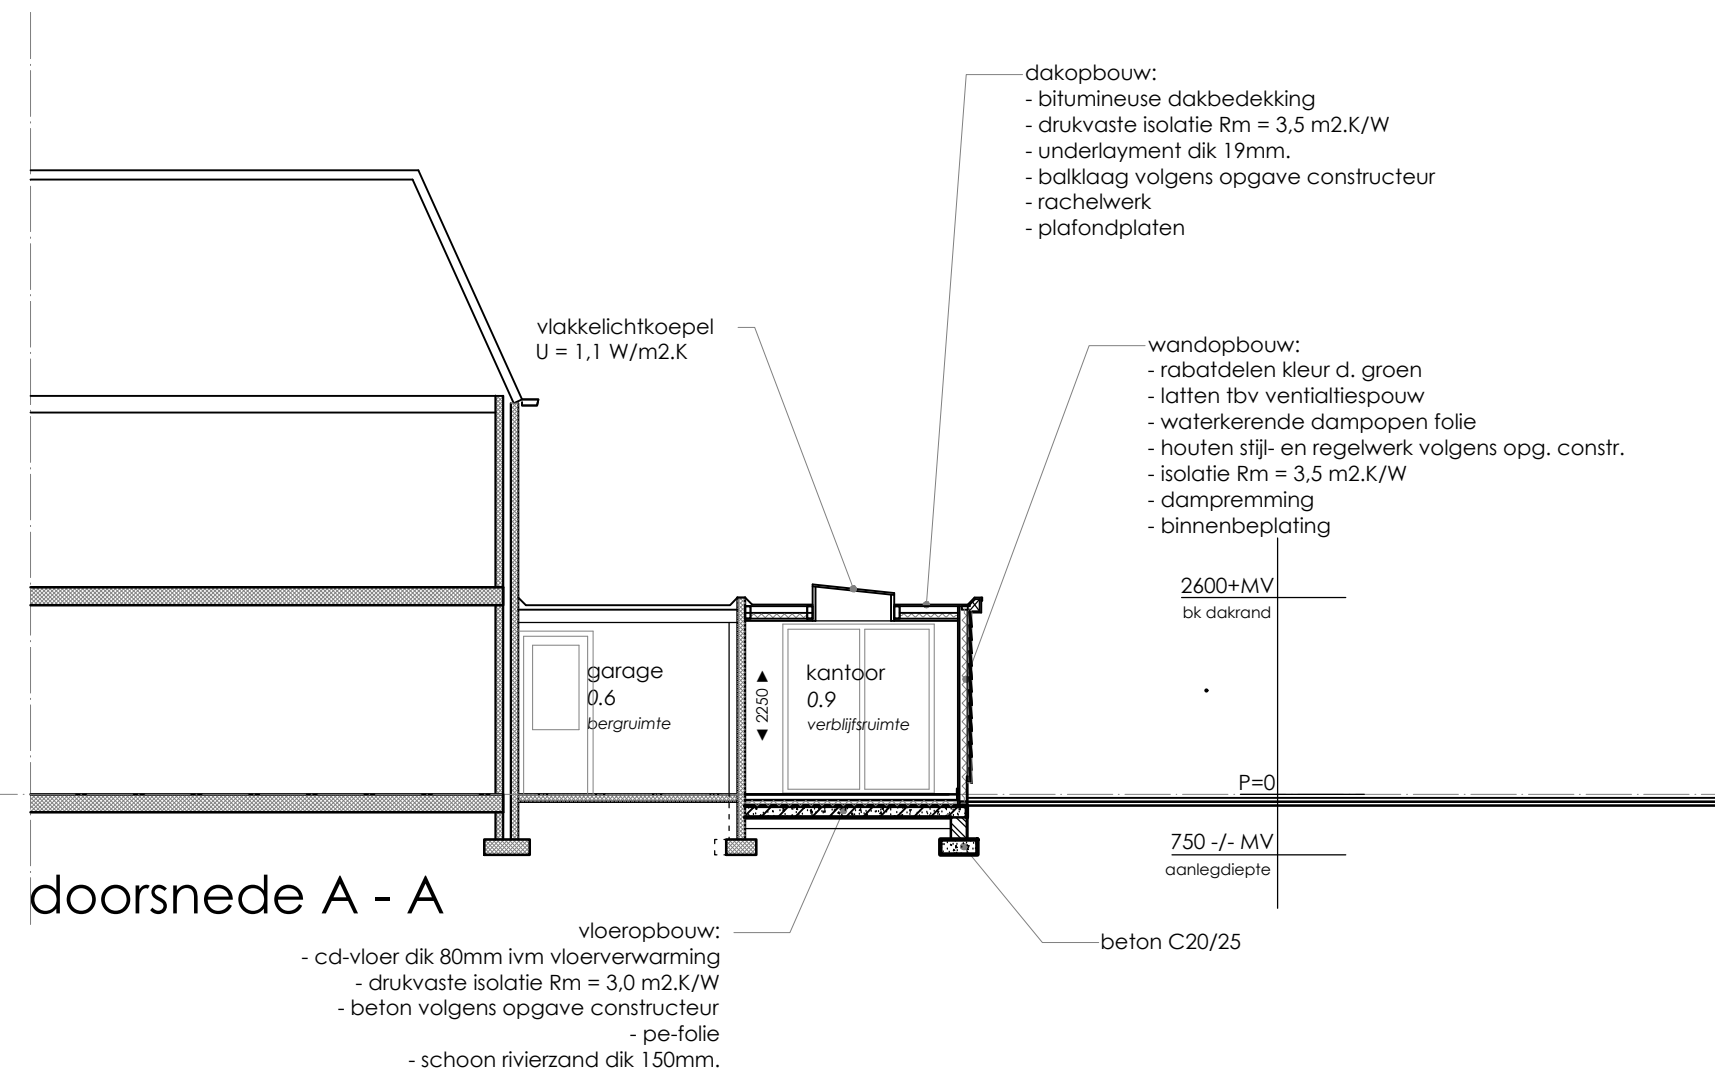 dakopbouw:
- bitumineuse dakbedekking
- drukvaste isolatie Rm = 3,5 m2.K/W
- underlayment dik 19mm.
- balklaag volgens opgave constructeur
- rachelwerk
- plafondplaten
vlakkelichtkoepel
U = 1,1 W/m2.K
wandopbouw:
- rabatdelen kleur d. groen
- latten tbv ventialtiespouw
- waterkerende dampopen folie
- houten stijl- en regelwerk volgens opg. constr.
- isolatie Rm = 3,5 m2.K/W
- dampremming
- binnenbeplating
2600+MV
bk dakrand
garage
0.6
bergruimte
2250
kantoor
0.9
verblijfsruimte
P=0
750 -/- MV
aanlegdiepte
doorsnede A - A
vloeropbouw:
- cd-vloer dik 80mm ivm vloerverwarming
- drukvaste isolatie Rm = 3,0 m2.K/W
- beton volgens opgave constructeur
- pe-folie
- schoon rivierzand dik 150mm.
beton C20/25